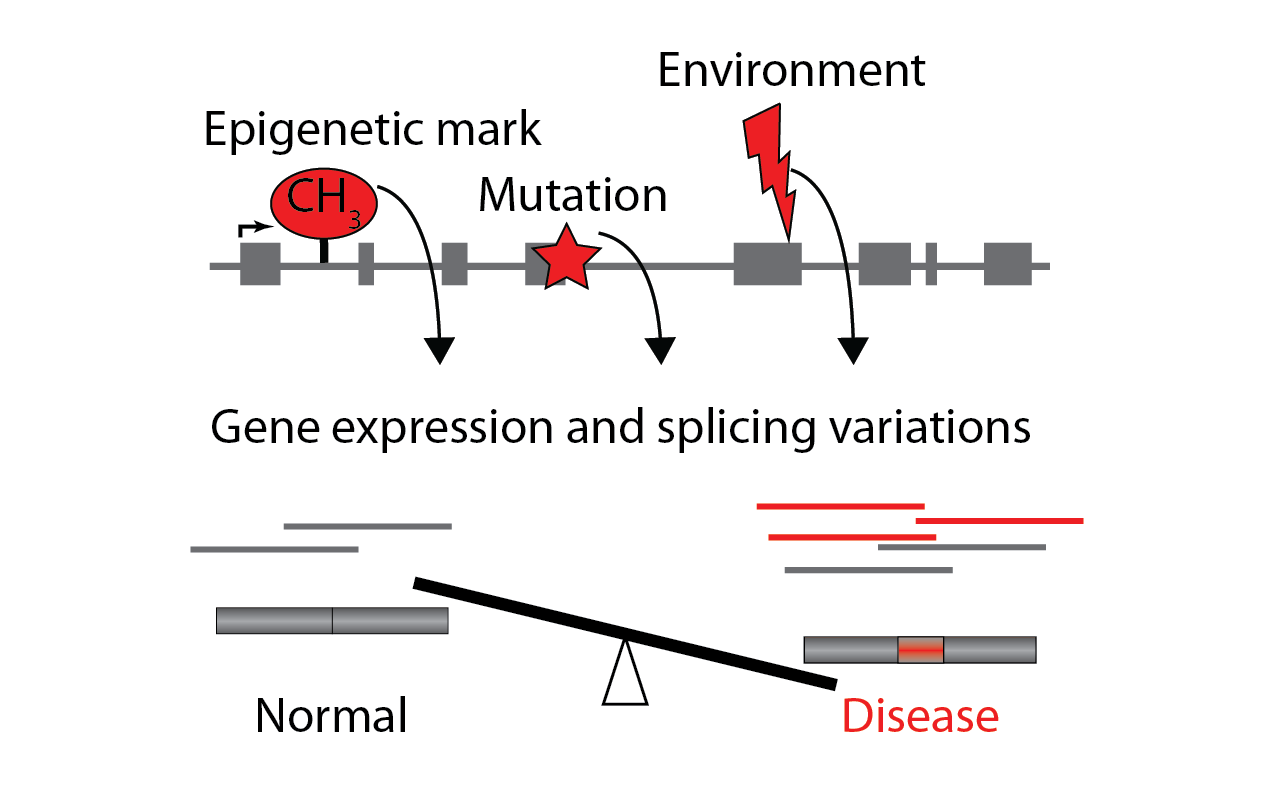 Environment
Epigenetic mark
CH3
Mutation
Gene expression and splicing variations
Normal
Disease